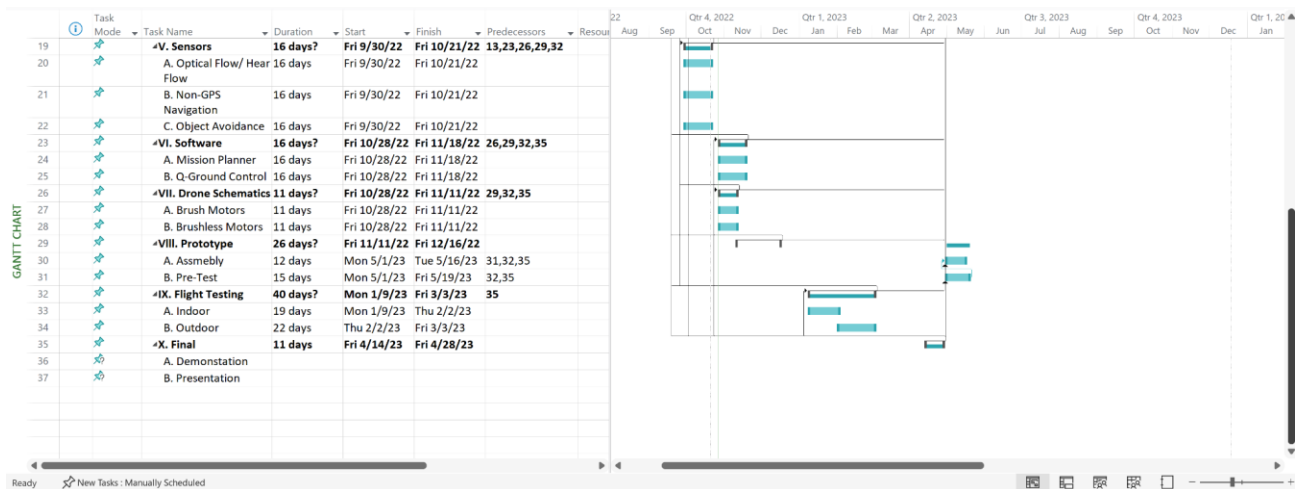 22 Qtr 4, 2022 Qtr 1, 2023 Qtr 2, 2023 Qtr 3, 2023 Qtr 4, 2023 Qtr 1, 20
Task Mode Task Name Duration Start Finish Predecessors Resour Aug Sep Oct Nov Dec Jan Feb Mar Apr May Jun Jul Aug Sep Oct Nov Dec Jan
19 V. Sensors 16 days? Fri 9/30/22 Fri 10/21/22 13,23,26,29,32
20 A. Optical Flow/ Hear 16 days Fri 9/30/22 Fri 10/21/22
Flow
21 B. Non-GPS 16 days Fri 9/30/22 Fri 10/21/22
Navigation
22 C. Object Avoidance 16 days Fri 9/30/22 Fri 10/21/22
23 VI. Software 16 days? Fri 10/28/22 Fri 11/18/22 26,29,32,35
24 A. Mission Planner 16 days Fri 10/28/22 Fri 11/18/22
25 B. Q-Ground Control 16 days Fri 10/28/22 Fri 11/18/22
26 VII. Drone Schematics 11 days? Fri 10/28/22 Fri 11/11/22 29,32,35
27 A. Brush Motors 11 days Fri 10/28/22 Fri 11/11/22
28 B. Brushless Motors 11 days Fri 10/28/22 Fri 11/11/22
29 VIII. Prototype 26 days? Fri 11/11/22 Fri 12/16/22
30 A. Assmebly 12 days Mon 5/1/23 Tue 5/16/23 31,32,35
31 B. Pre-Test 15 days Mon 5/1/23 Fri 5/19/23 32,35
32 IX. Flight Testing 40 days? Mon 1/9/23 Fri 3/3/23 35
33 A. Indoor 19 days Mon 1/9/23 Thu 2/2/23
34 B. Outdoor 22 days Thu 2/2/23 Fri 3/3/23
35 X. Final 11 days Fri 4/14/23 Fri 4/28/23
36 A. Demonstation
37 B. Presentation
GANTT CHART
Ready New Tasks : Manually Scheduled